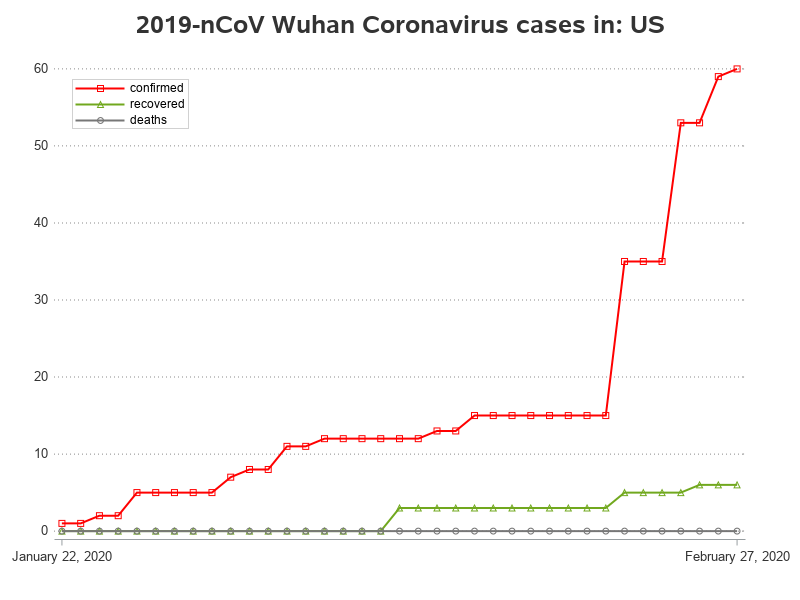 2019-nCoV Wuhan Coronavirus cases in: US
60
confirmed
recovered
deaths
50
40
30
20
10
0
January 22, 2020
February 27, 2020